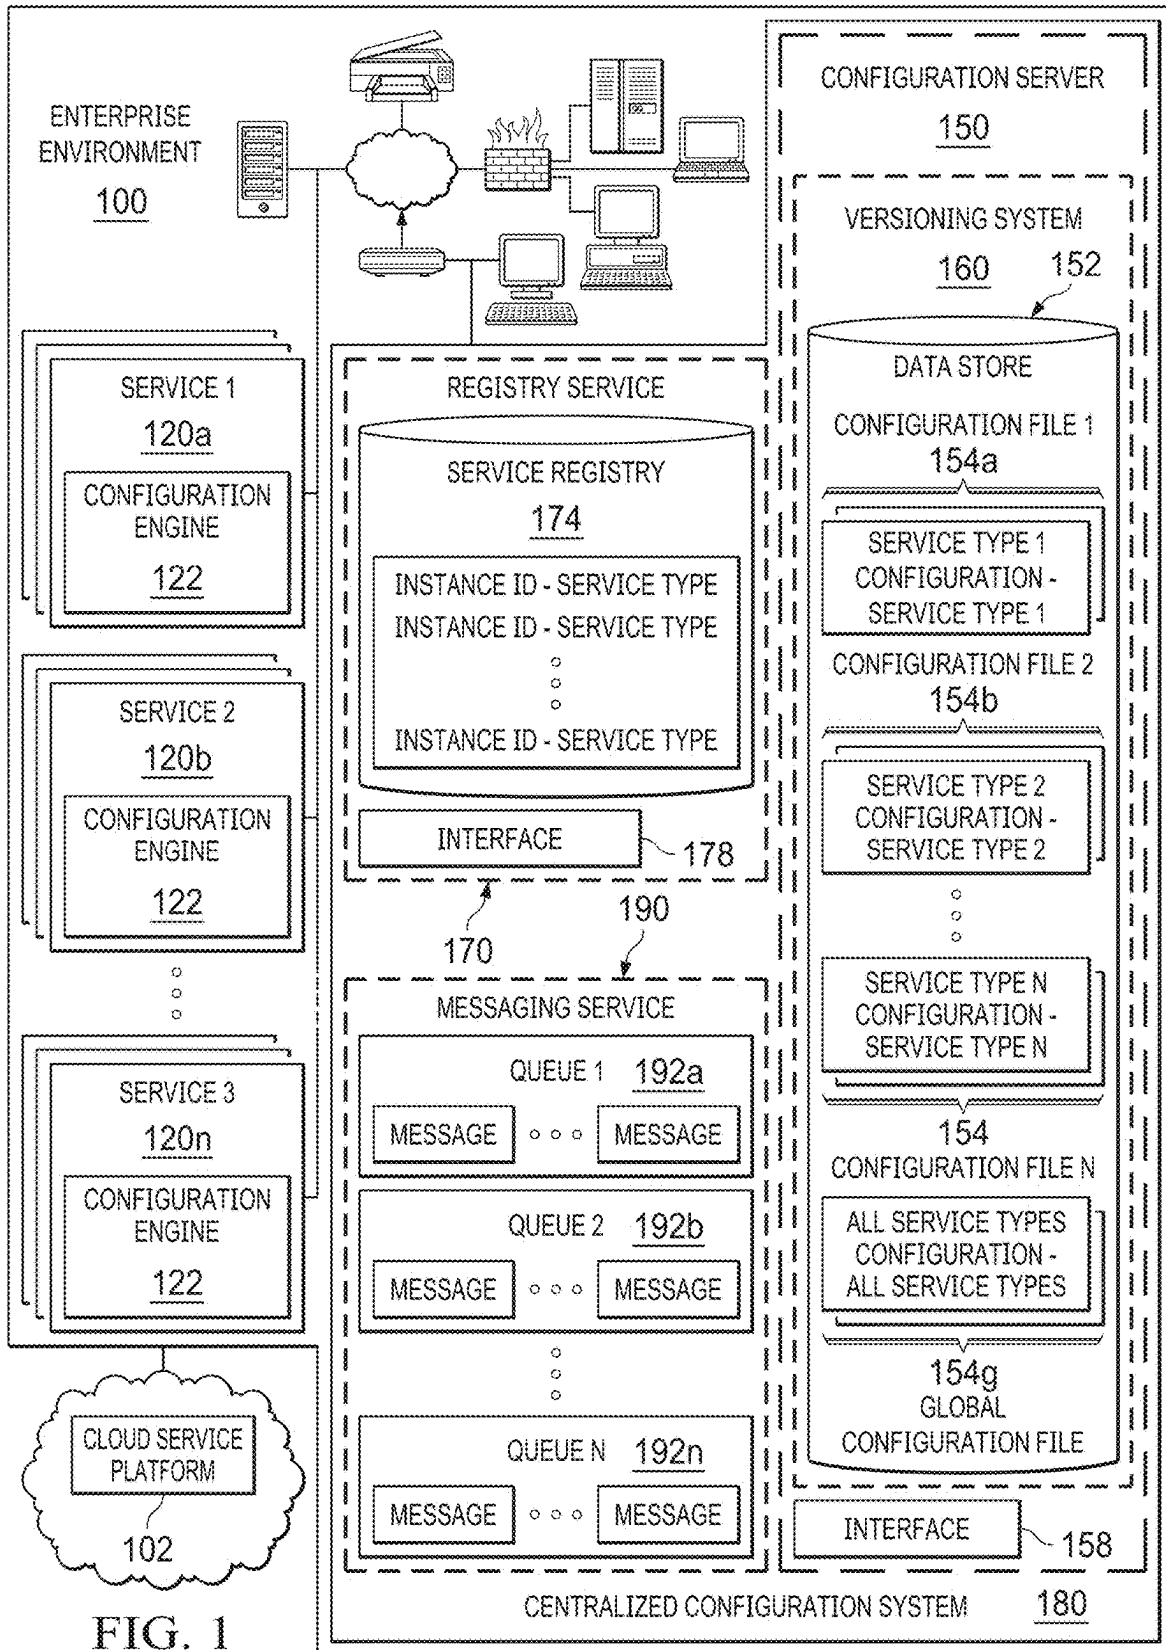 ENTERPRISE
ENVIRONMENT
100
SERVICE 1
120a
CONFIGURATION
ENGINE
122
SERVICE 2
120b
CONFIGURATION
ENGINE
122
SERVICE 3
120n
CONFIGURATION
ENGINE
122
CLOUD SERVICE
PLATFORM
102
FIG. 1
REGISTRY SERVICE
SERVICE REGISTRY
174
INSTANCE ID - SERVICE TYPE
INSTANCE ID - SERVICE TYPE
INSTANCE ID - SERVICE TYPE
INTERFACE
178
170
190
MESSAGING SERVICE
QUEUE 1 192a
MESSAGE MESSAGE
QUEUE 2 192b
MESSAGE MESSAGE
QUEUE N 192n
MESSAGE MESSAGE
CONFIGURATION SERVER
150
VERSIONING SYSTEM
160
152
DATA STORE
CONFIGURATION FILE 1
154a
SERVICE TYPE 1
CONFIGURATION -
SERVICE TYPE 1
CONFIGURATION FILE 2
154b
SERVICE TYPE 2
CONFIGURATION -
SERVICE TYPE 2
SERVICE TYPE N
CONFIGURATION -
SERVICE TYPE N
154
CONFIGURATION FILE N
ALL SERVICE TYPES
CONFIGURATION -
ALL SERVICE TYPES
154g
GLOBAL
CONFIGURATION FILE
INTERFACE
158
CENTRALIZED CONFIGURATION SYSTEM 180